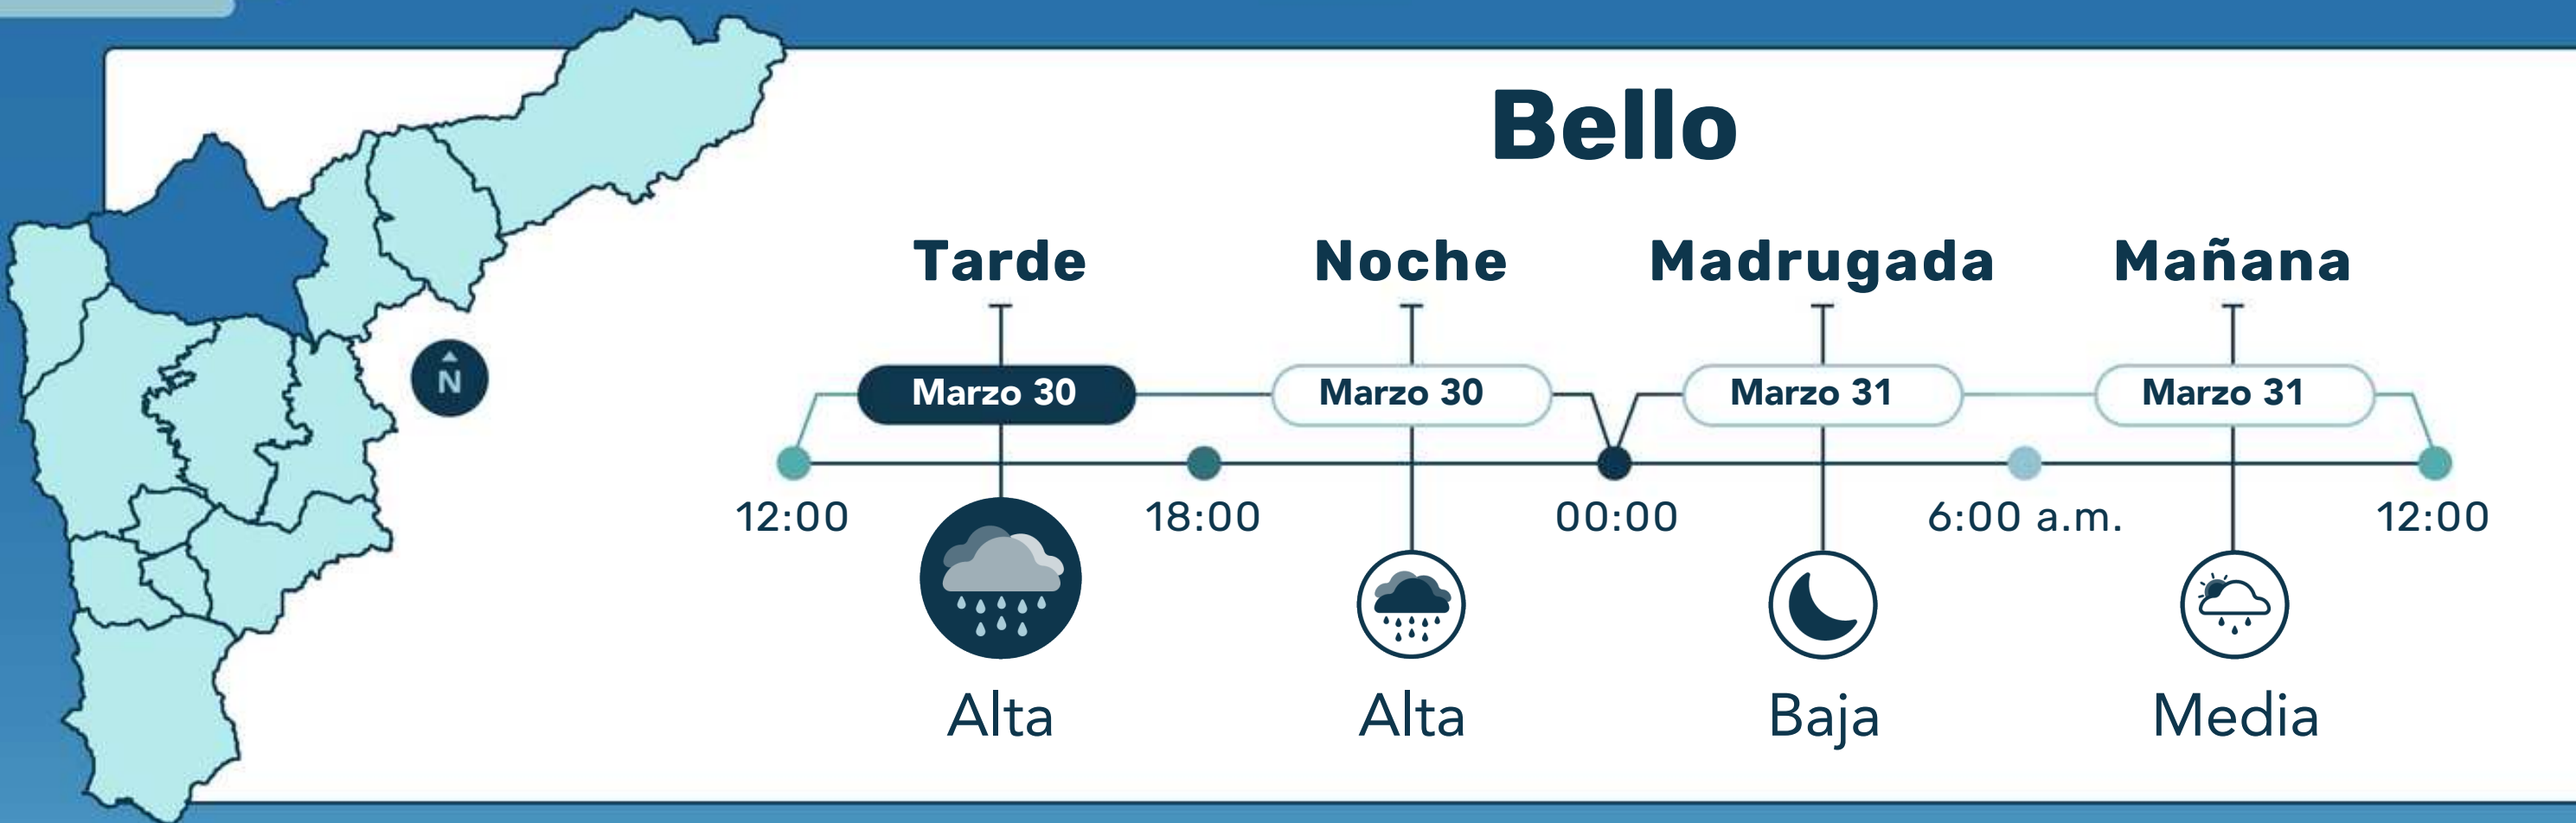 Bello
Tarde Noche Madrugada Mañana
N
Marzo 30 Marzo 30 Marzo 31 Marzo 31
12:00 18:00 00:00 6:00 a.m. 12:00
Alta Alta Baja Media